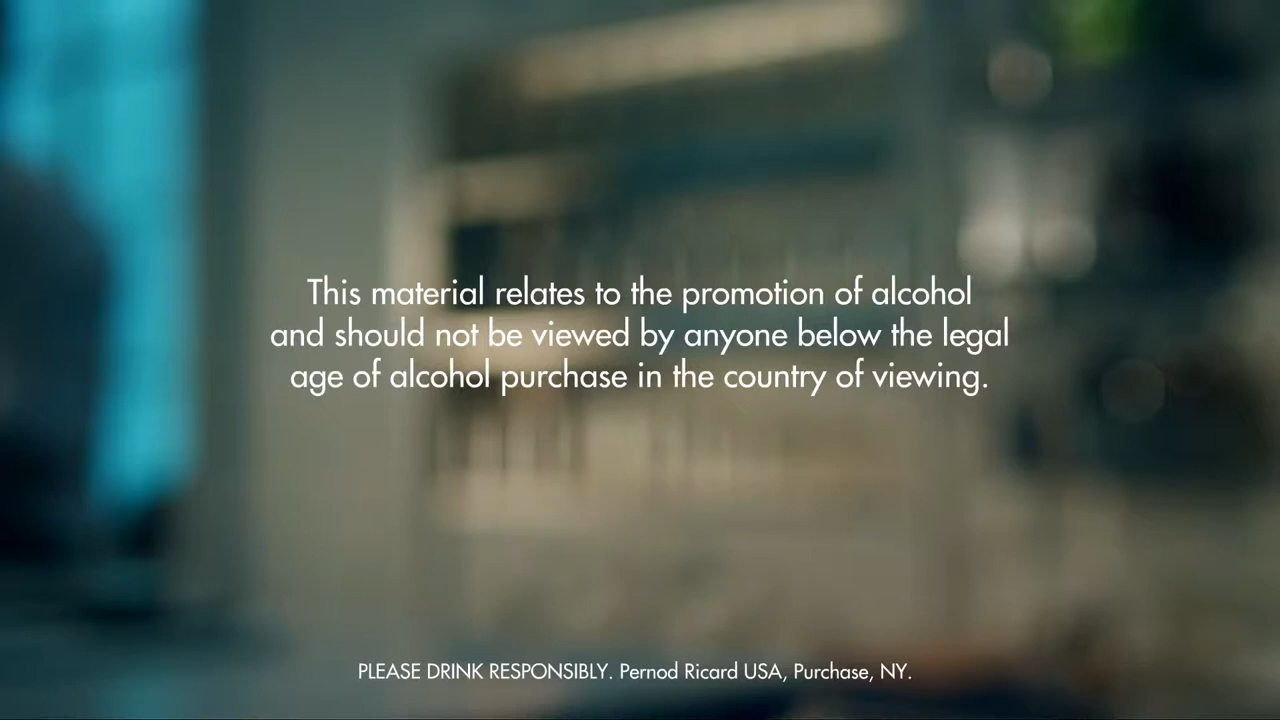 This material relates to the promotion of alcohol
and should not be viewed by anyone below the legal
age of alcohol purchase in the country of viewing.
PLEASE DRINK RESPONSIBLY. Pernod Ricard USA, Purchase, NY.